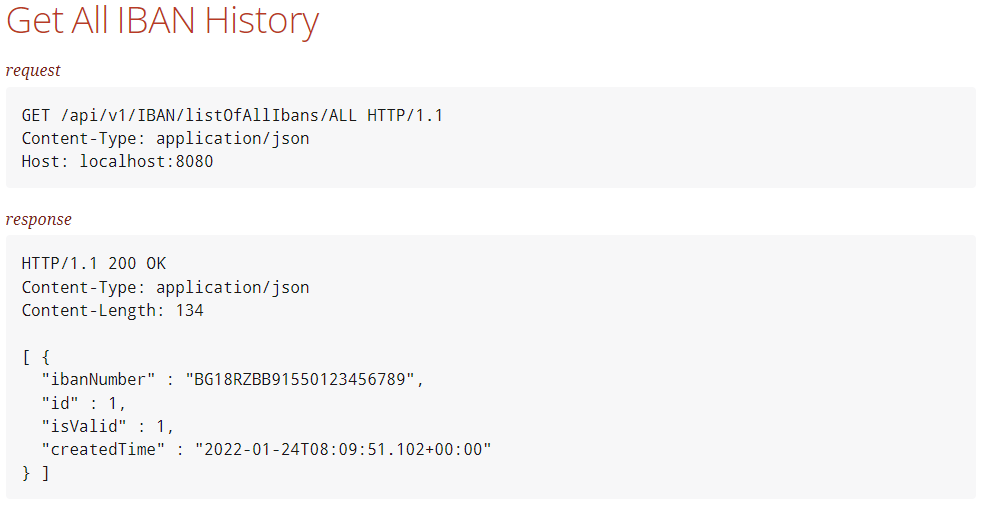 Get All IBAN History
request
GET /api/v1/IBAN/listOfAllIbans/ALL HTTP/1.1
Content-Type: application/json
Host: localhost:8080
response
HTTP/1.1 200 OK
Content-Type: application/json
Content-Length: 134
[ {
"ibanNumber" : "BG18RZBB91550123456789",
"id" : 1,
"isValid" : 1,
"createdTime" : "2022-01-24T08:09:51.102+00:00"
} ]